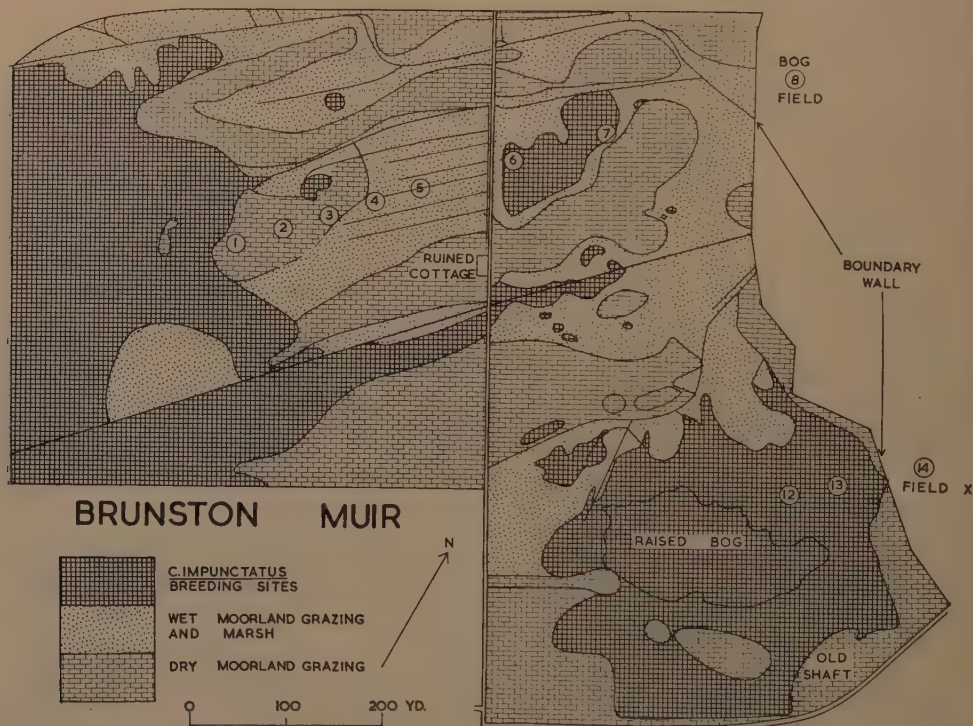 BOG
8
FIELD
7
6
5
4
3
2
1
RUINED
COTTAGE
BOUNDARY
WALL
14
FIELD X
13
12
RAISED BOG
OLD
SHAFT
BRUNSTON MUIR
N
C. IMPUNCTATUS
BREEDING SITES
WET MOORLAND GRAZING
AND MARSH
DRY MOORLAND GRAZING
0 100 200 YD.